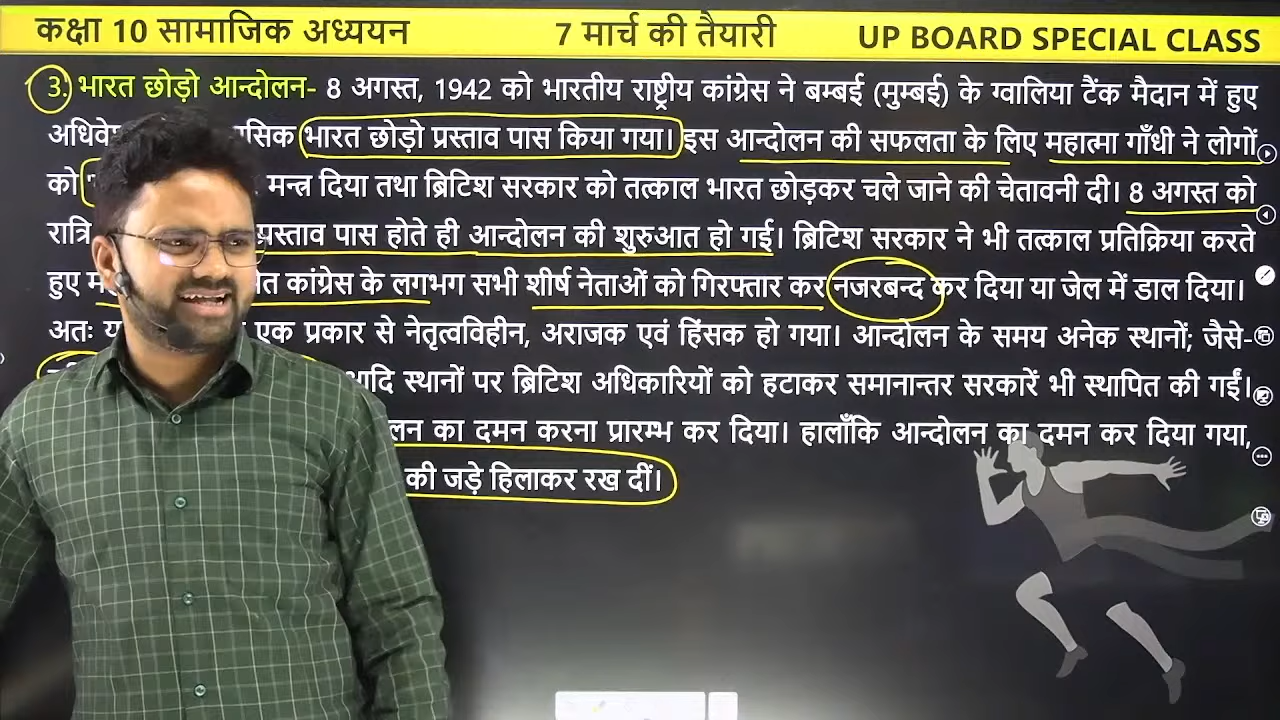 कक्षा 10 सामाजिक अध्ययन 7 मार्च की तैयारी UP BOARD SPECIAL CLASS
3. भारत छोड़ो आन्दोलन- 8 अगस्त, 1942 को भारतीय राष्ट्रीय कांग्रेस ने बम्बई (मुम्बई) के ग्वालिया टैंक मैदान में हुए
भारत छोड़ो प्रस्ताव पास किया गया। इस आन्दोलन की सफलता के लिए महात्मा गाँधी ने लोगों
को मन्त्र दिया तथा ब्रिटिश सरकार को तत्काल भारत छोड़कर चले जाने की चेतावनी दी। 8 अगस्त को
रात्रि प्रस्ताव पास होते ही आन्दोलन की शुरुआत हो गई। ब्रिटिश सरकार ने भी तत्काल प्रतिक्रिया करते
हुए कांग्रेस के लगभग सभी शीर्ष नेताओं को गिरफ्तार कर नजरबन्द कर दिया या जेल में डाल दिया।
अतः एक प्रकार से नेतृत्वविहीन, अराजक एवं हिंसक हो गया। आन्दोलन के समय अनेक स्थानों; जैसे-
आदि स्थानों पर ब्रिटिश अधिकारियों को हटाकर समानान्तर सरकारें भी स्थापित की गईं।
का दमन करना प्रारम्भ कर दिया। हालाँकि आन्दोलन का दमन कर दिया गया,
की जड़े हिलाकर रख दीं।